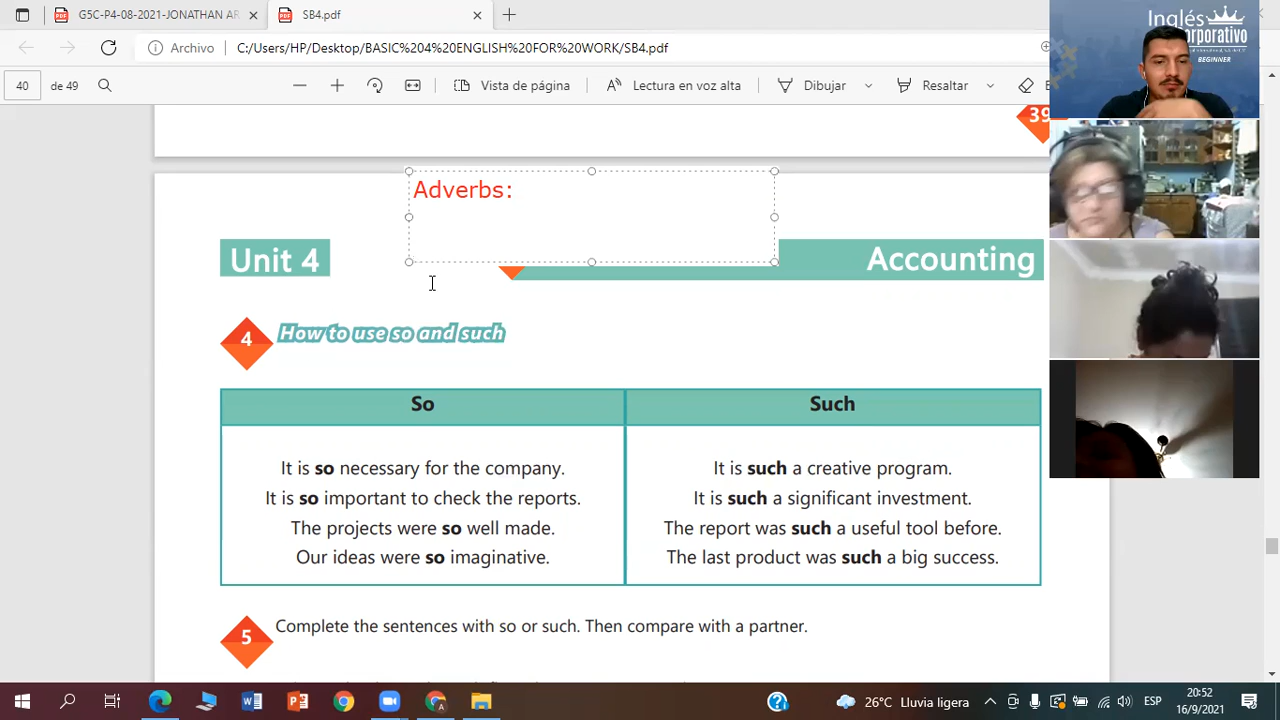 G5C-P4-08-2021-JONATHAN AR
SB4.pdf
Archivo
C:/Users/HP/Desktop/BASIC%204%20ENGLISH%20FOR%20WORK/SB4.pdf
40
de 49
Vista de página
Lectura en voz alta
Dibujar
Resaltar
Inglés
Corporativo
BEGINNER
39
Adverbs:
Unit 4
Accounting
4
How to use so and such
So
Such
It is so necessary for the company.
It is such a creative program.
It is so important to check the reports.
It is such a significant investment.
The projects were so well made.
The report was such a useful tool before.
Our ideas were so imaginative.
The last product was such a big success.
5
Complete the sentences with so or such. Then compare with a partner.
26°C Lluvia ligera
ESP
20:52
16/9/2021